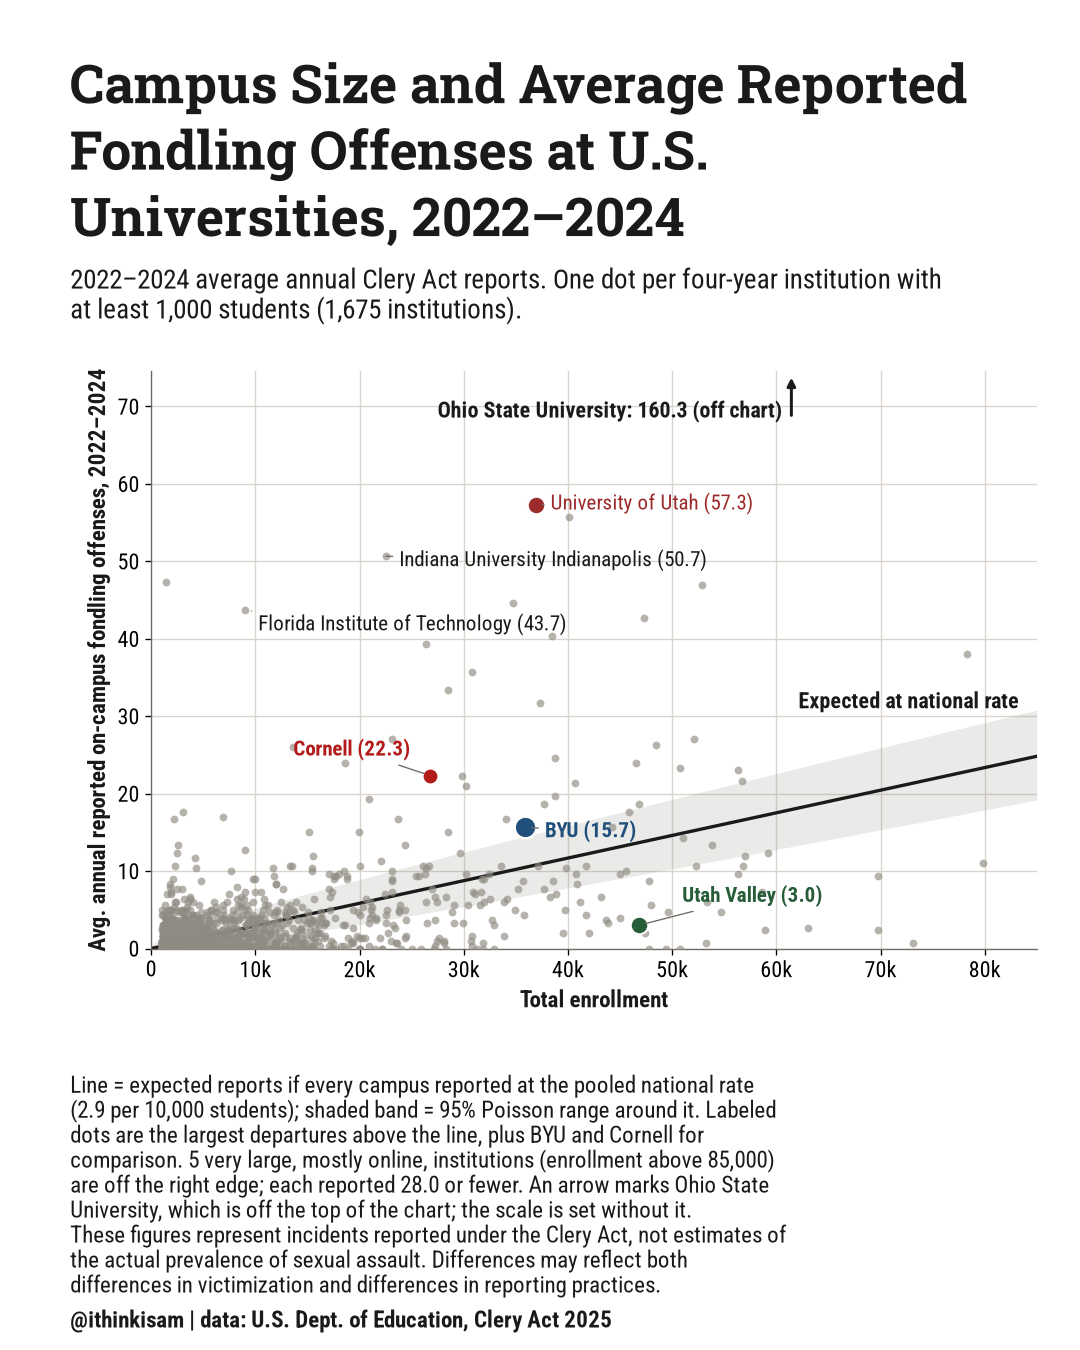 Campus Size and Average Reported
Fondling Offenses at U.S.
Universities, 2022–2024
2022–2024 average annual Clery Act reports. One dot per four-year institution with
at least 1,000 students (1,675 institutions).
Avg. annual reported on-campus fondling offenses, 2022–2024
70
60
50
40
30
20
10
0
Ohio State University: 160.3 (off chart)
University of Utah (57.3)
Indiana University Indianapolis (50.7)
Florida Institute of Technology (43.7)
Expected at national rate
Cornell (22.3)
BYU (15.7)
Utah Valley (3.0)
0
10k
20k
30k
40k
50k
60k
70k
80k
Total enrollment
Line = expected reports if every campus reported at the pooled national rate
(2.9 per 10,000 students); shaded band = 95% Poisson range around it. Labeled
dots are the largest departures above the line, plus BYU and Cornell for
comparison. 5 very large, mostly online, institutions (enrollment above 85,000)
are off the right edge; each reported 28.0 or fewer. An arrow marks Ohio State
University, which is off the top of the chart; the scale is set without it.
These figures represent incidents reported under the Clery Act, not estimates of
the actual prevalence of sexual assault. Differences may reflect both
differences in victimization and differences in reporting practices.
@ithinkisam | data: U.S. Dept. of Education, Clery Act 2025